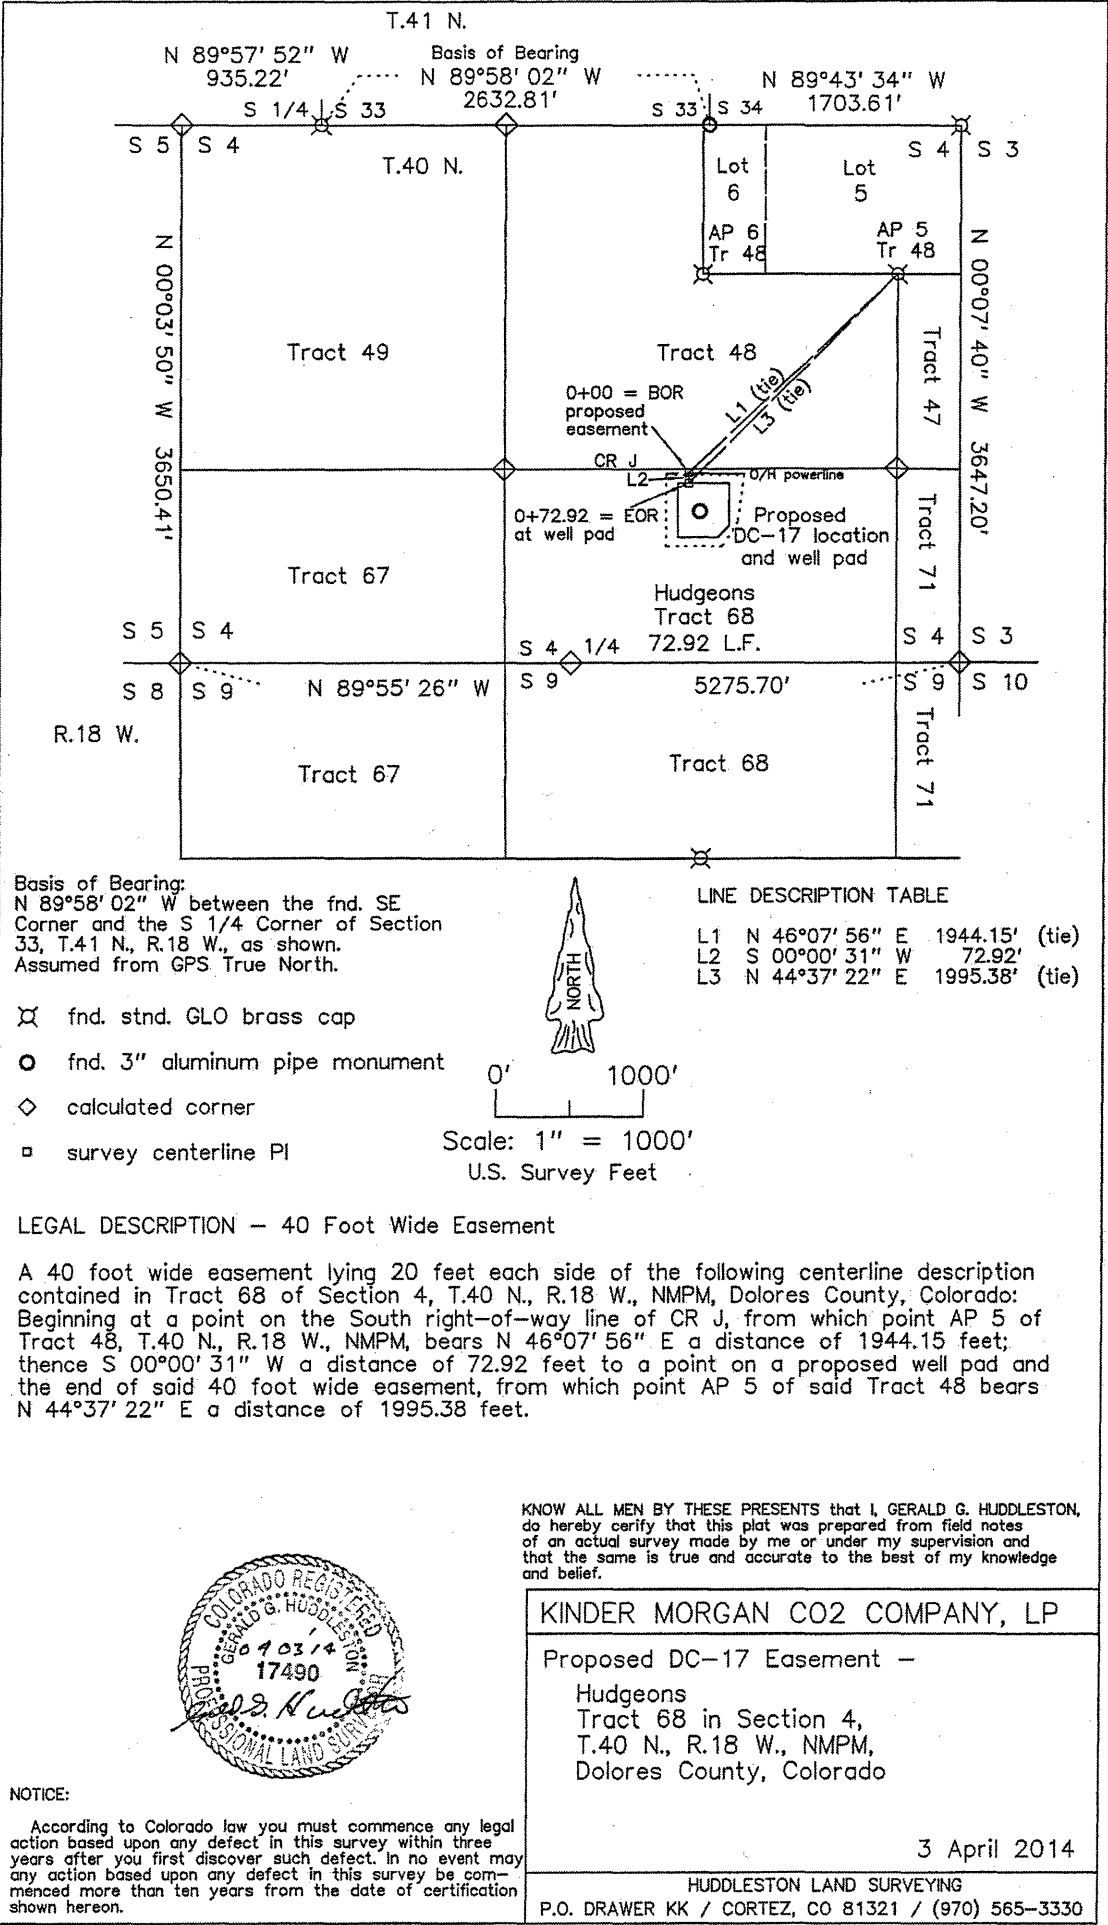 T.41 N.
N 89°57' 52" W
935.22'
Basis of Bearing
N 89°58' 02" W
2632.81'
N 89°43' 34" W
1703.61'
S 1/4 S 33
S 33 S 34
S 5 S 4
T.40 N.
S 4 S 3
Lot
6
Lot
5
AP 6
Tr 48
AP 5
Tr 48
N 00°03' 50" W 3650.41'
N 00°07' 40" W 3647.20'
Tract 49
Tract 48
Tract 47
L1 (tie)
L3 (tie)
0+00 = BOR
proposed
easement
CR J
L2
O/H powerline
0+72.92 = EOR
at well pad
Proposed
DC-17 location
and well pad
Tract 71
Tract 67
Hudgeons
Tract 68
72.92 L.F.
S 5 S 4
S 4 1/4
S 4 S 3
S 8 S 9
N 89°55' 26" W
S 9
5275.70'
S 9 S 10
R.18 W.
Tract 67
Tract 68
Tract 71
Basis of Bearing:
N 89°58' 02" W between the fnd. SE
Corner and the S 1/4 Corner of Section
33, T.41 N., R.18 W., as shown.
Assumed from GPS True North.
fnd. stnd. GLO brass cap
fnd. 3" aluminum pipe monument
calculated corner
survey centerline PI
NORTH
0' 1000'
Scale: 1" = 1000'
U.S. Survey Feet
LINE DESCRIPTION TABLE
L1 N 46°07' 56" E 1944.15' (tie)
L2 S 00°00' 31" W 72.92'
L3 N 44°37' 22" E 1995.38' (tie)
LEGAL DESCRIPTION – 40 Foot Wide Easement
A 40 foot wide easement lying 20 feet each side of the following centerline description
contained in Tract 68 of Section 4, T.40 N., R.18 W., NMPM, Dolores County, Colorado:
Beginning at a point on the South right-of-way line of CR J, from which point AP 5 of
Tract 48, T.40 N., R.18 W., NMPM, bears N 46°07' 56" E a distance of 1944.15 feet;
thence S 00°00' 31" W a distance of 72.92 feet to a point on a proposed well pad and
the end of said 40 foot wide easement, from which point AP 5 of said Tract 48 bears
N 44°37' 22" E a distance of 1995.38 feet.
KNOW ALL MEN BY THESE PRESENTS that I, GERALD G. HUDDLESTON,
do hereby cerify that this plat was prepared from field notes
of an actual survey made by me or under my supervision and
that the same is true and accurate to the best of my knowledge
and belief.
COLORADO REGISTERED
GERALD G. HUDDLESTON
04 03 14
17490
PROFESSIONAL LAND SURVEYOR
KINDER MORGAN CO2 COMPANY, LP
Proposed DC-17 Easement –
Hudgeons
Tract 68 in Section 4,
T.40 N., R.18 W., NMPM,
Dolores County, Colorado
3 April 2014
HUDDLESTON LAND SURVEYING
P.O. DRAWER KK / CORTEZ, CO 81321 / (970) 565-3330
NOTICE:
According to Colorado law you must commence any legal
action based upon any defect in this survey within three
years after you first discover such defect. In no event may
any action based upon any defect in this survey be com-
menced more than ten years from the date of certification
shown hereon.